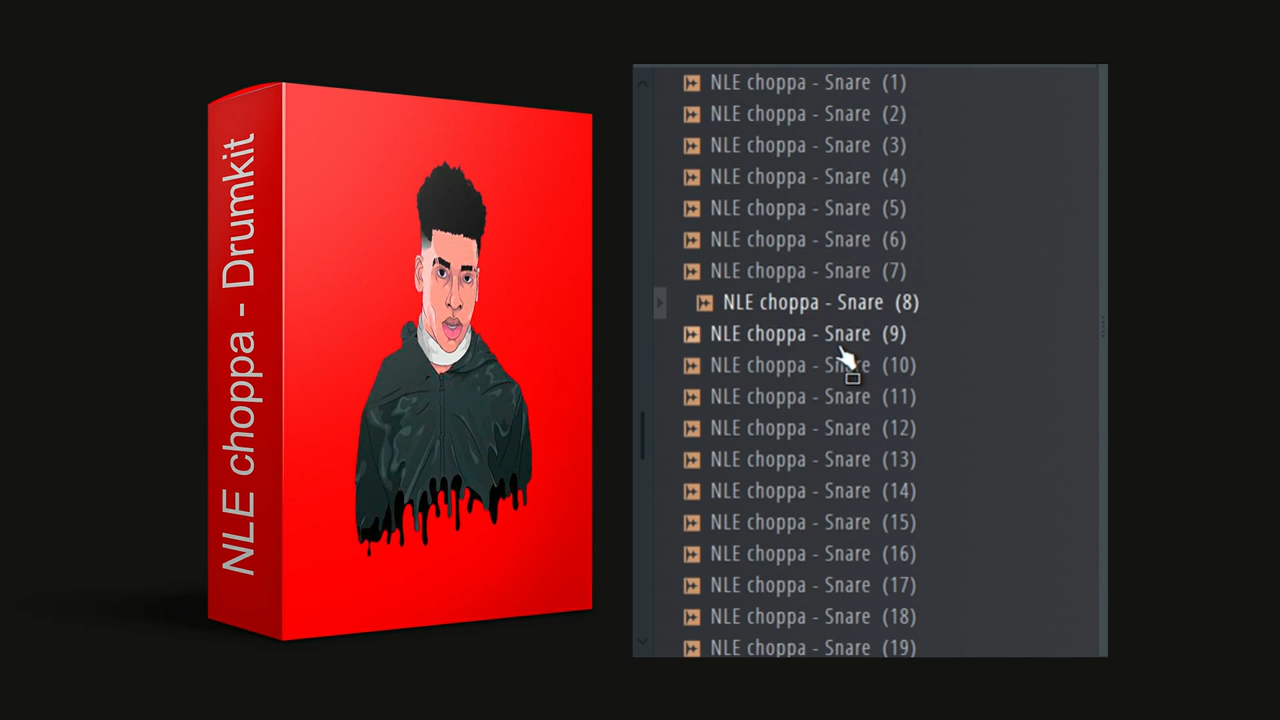 NLE choppa - Drumkit
NLE choppa - Snare (1)
NLE choppa - Snare (2)
NLE choppa - Snare (3)
NLE choppa - Snare (4)
NLE choppa - Snare (5)
NLE choppa - Snare (6)
NLE choppa - Snare (7)
NLE choppa - Snare (8)
NLE choppa - Snare (9)
NLE choppa - Snare (10)
NLE choppa - Snare (11)
NLE choppa - Snare (12)
NLE choppa - Snare (13)
NLE choppa - Snare (14)
NLE choppa - Snare (15)
NLE choppa - Snare (16)
NLE choppa - Snare (17)
NLE choppa - Snare (18)
NLE choppa - Snare (19)